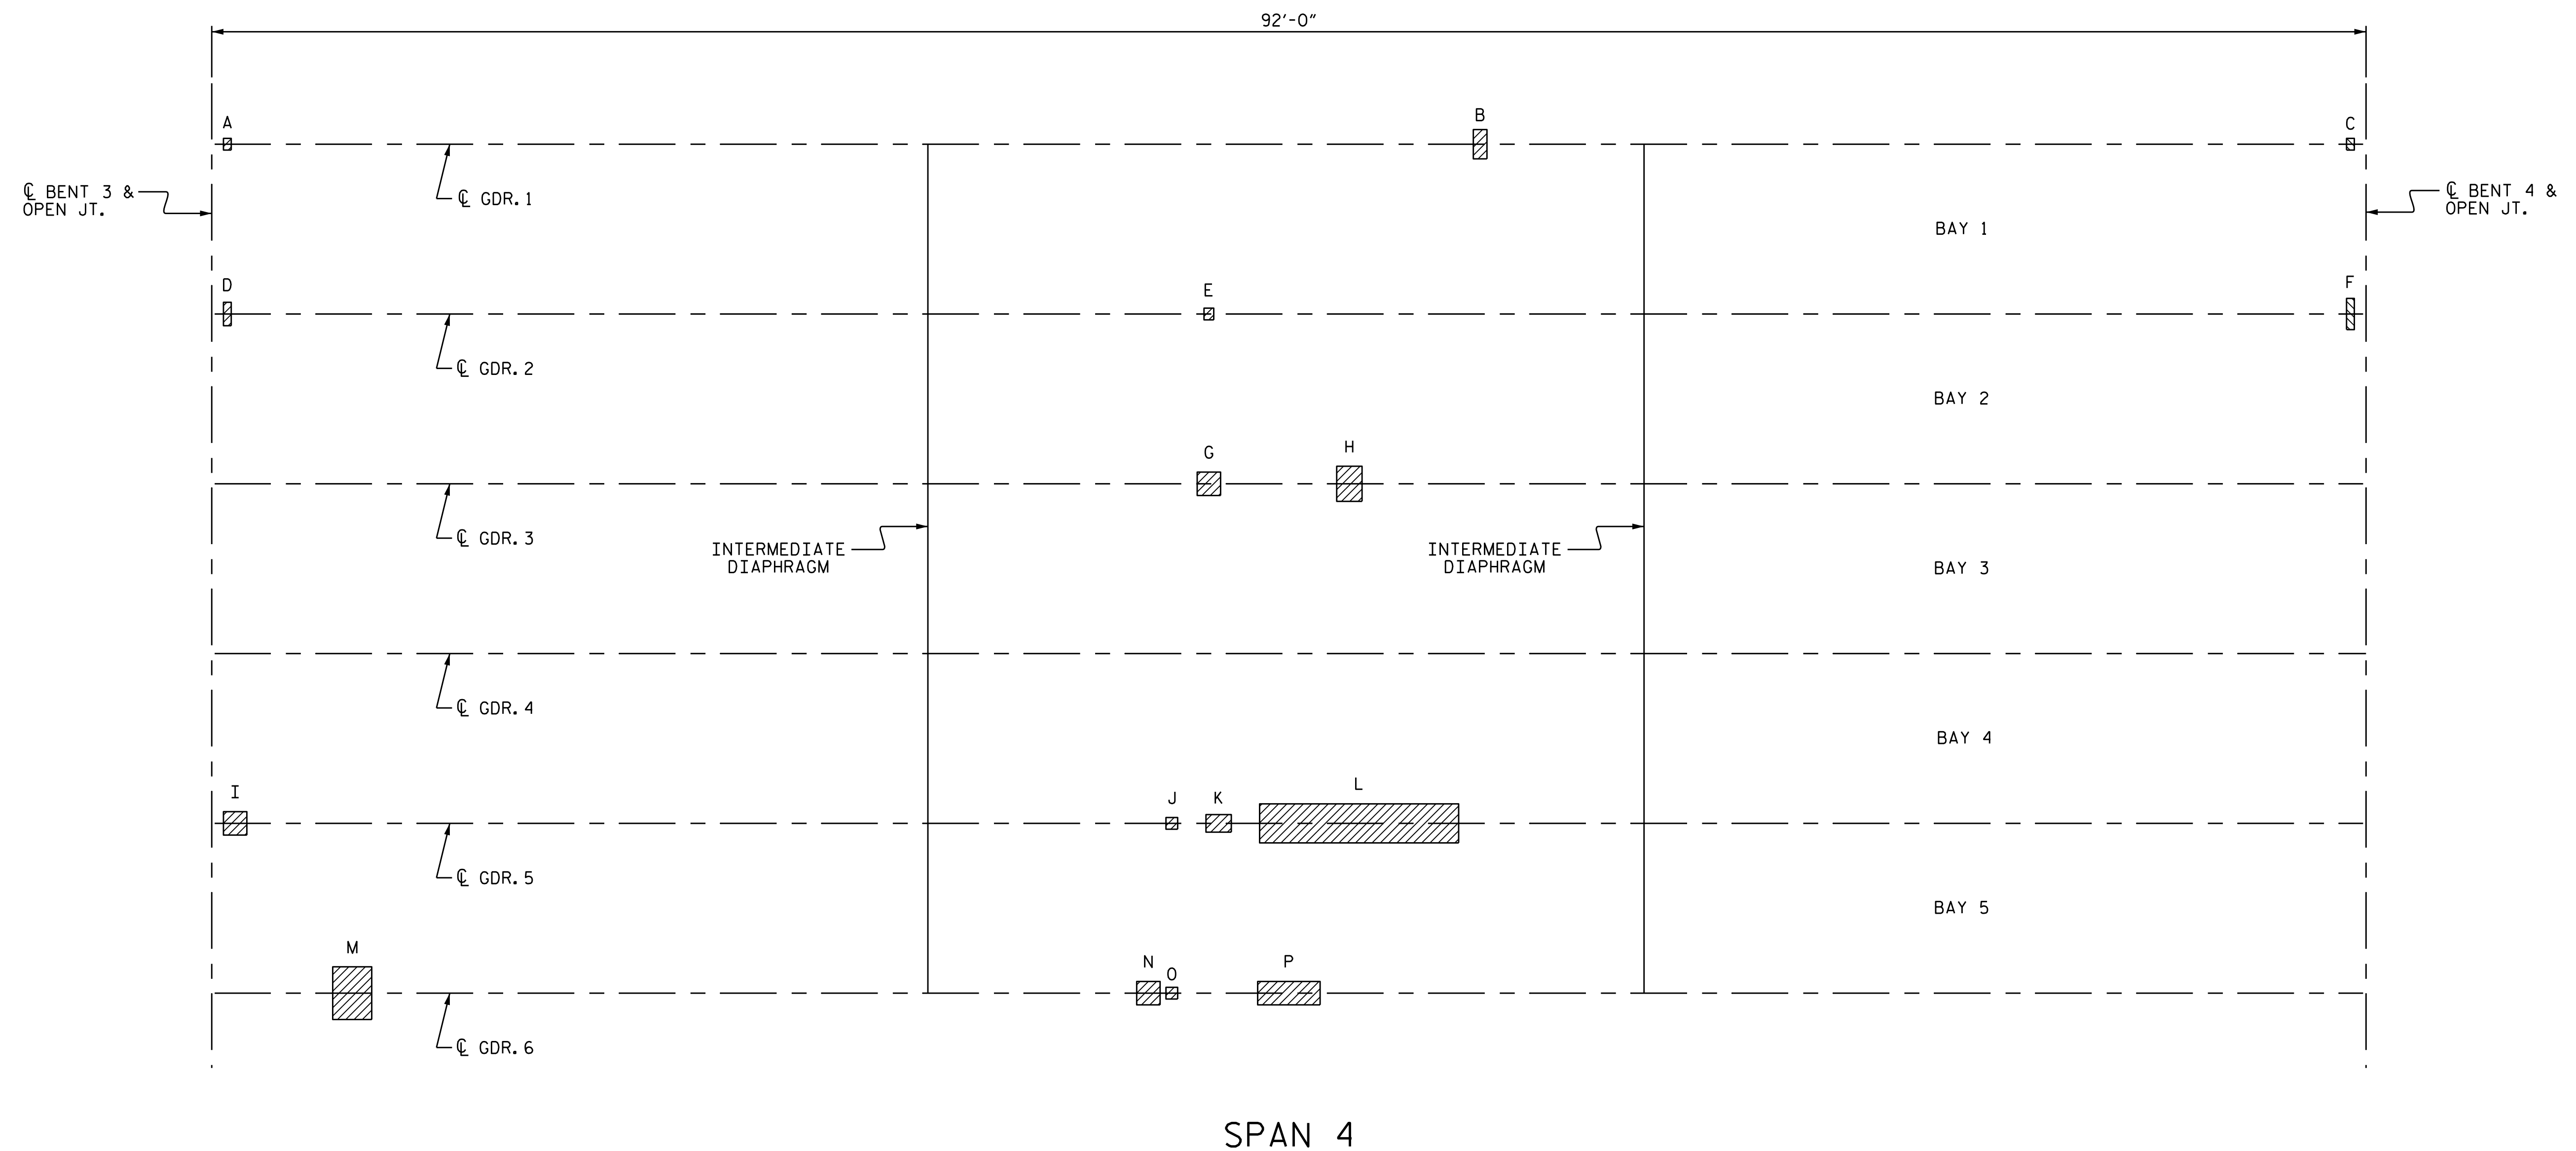 92'-0"
A
B
C
℄ BENT 3 &
OPEN JT.
℄ GDR. 1
℄ BENT 4 &
OPEN JT.
BAY 1
D
E
F
℄ GDR. 2
BAY 2
G
H
℄ GDR. 3
INTERMEDIATE
DIAPHRAGM
INTERMEDIATE
DIAPHRAGM
BAY 3
℄ GDR. 4
BAY 4
I
J
K
L
℄ GDR. 5
BAY 5
M
N
O
P
℄ GDR. 6
SPAN 4